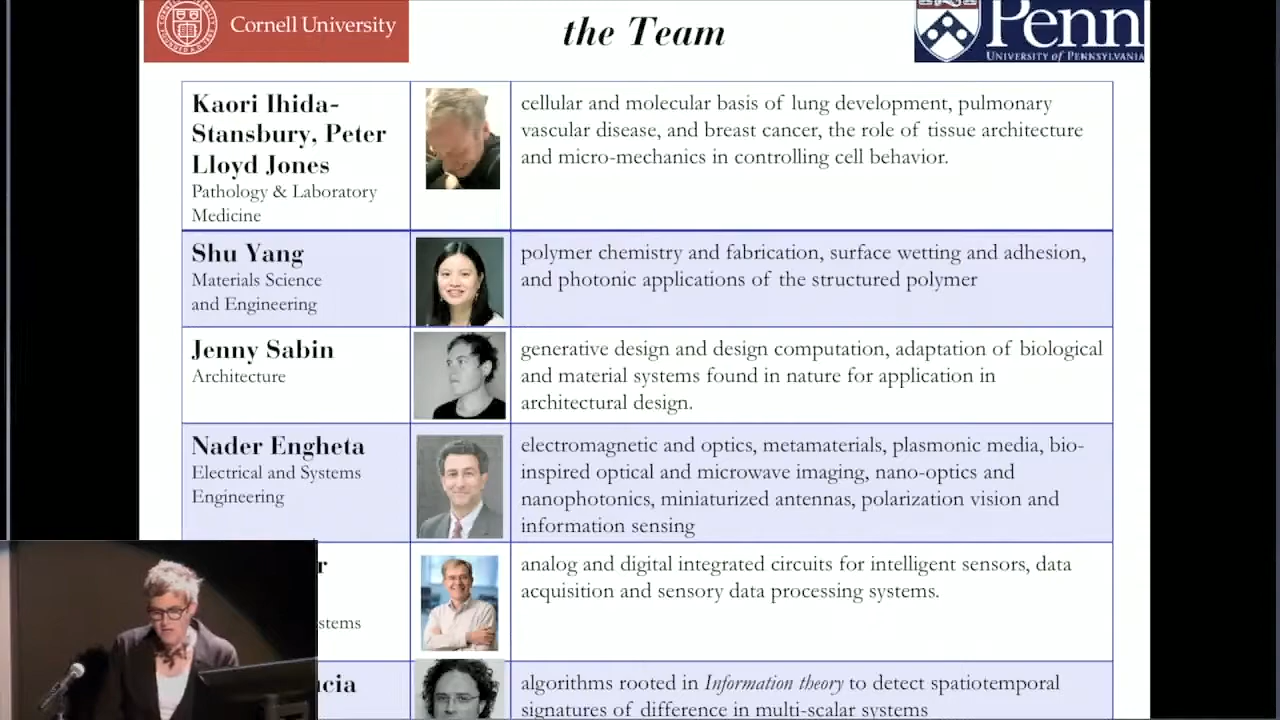 Cornell University
the Team
Penn
UNIVERSITY of PENNSYLVANIA
Kaori Ihida-
Stansbury, Peter
Lloyd Jones
Pathology & Laboratory
Medicine
cellular and molecular basis of lung development, pulmonary
vascular disease, and breast cancer, the role of tissue architecture
and micro-mechanics in controlling cell behavior.
Shu Yang
Materials Science
and Engineering
polymer chemistry and fabrication, surface wetting and adhesion,
and photonic applications of the structured polymer
Jenny Sabin
Architecture
generative design and design computation, adaptation of biological
and material systems found in nature for application in
architectural design.
Nader Engheta
Electrical and Systems
Engineering
electromagnetic and optics, metamaterials, plasmonic media, bio-
inspired optical and microwave imaging, nano-optics and
nanophotonics, miniaturized antennas, polarization vision and
information sensing
r
stems
analog and digital integrated circuits for intelligent sensors, data
acquisition and sensory data processing systems.
cia
algorithms rooted in Information theory to detect spatiotemporal
signatures of difference in multi-scalar systems